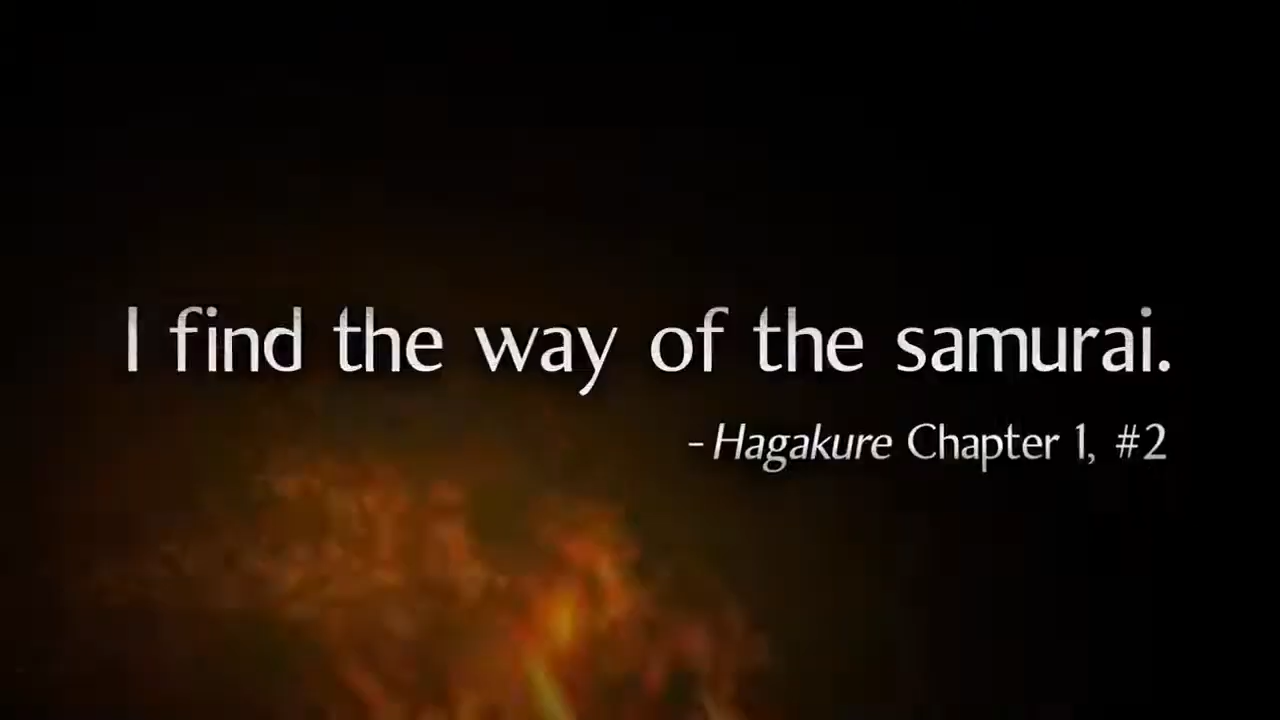 I find the way of the samurai.
- Hagakure Chapter 1, #2